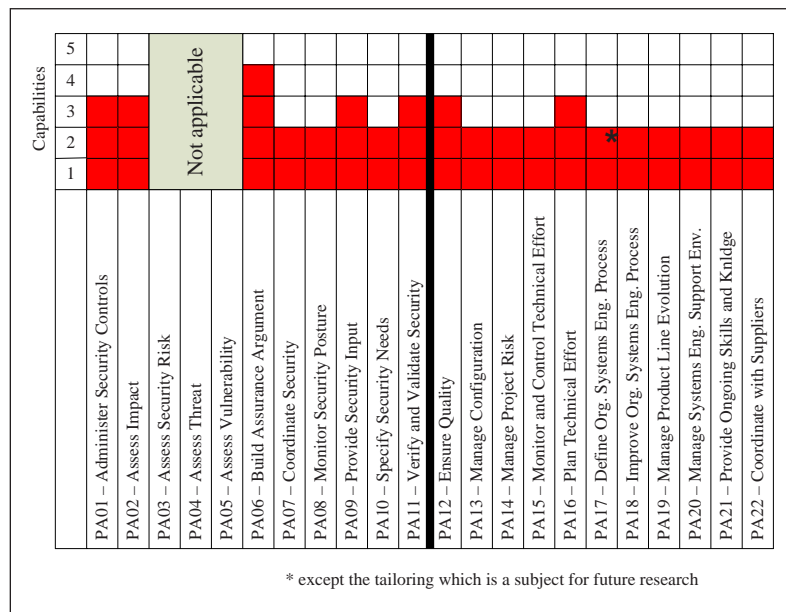 Capabilities
5
4
3
2
1
Not applicable
*
PA01 – Administer Security Controls
PA02 – Assess Impact
PA03 – Assess Security Risk
PA04 – Assess Threat
PA05 – Assess Vulnerability
PA06 – Build Assurance Argument
PA07 – Coordinate Security
PA08 – Monitor Security Posture
PA09 – Provide Security Input
PA10 – Specify Security Needs
PA11 – Verify and Validate Security
PA12 – Ensure Quality
PA13 – Manage Configuration
PA14 – Manage Project Risk
PA15 – Monitor and Control Technical Effort
PA16 – Plan Technical Effort
PA17 – Define Org. Systems Eng. Process
PA18 – Improve Org. Systems Eng. Process
PA19 – Manage Product Line Evolution
PA20 – Manage Systems Eng. Support Env.
PA21 – Provide Ongoing Skills and Knldge
PA22 – Coordinate with Suppliers
* except the tailoring which is a subject for future research